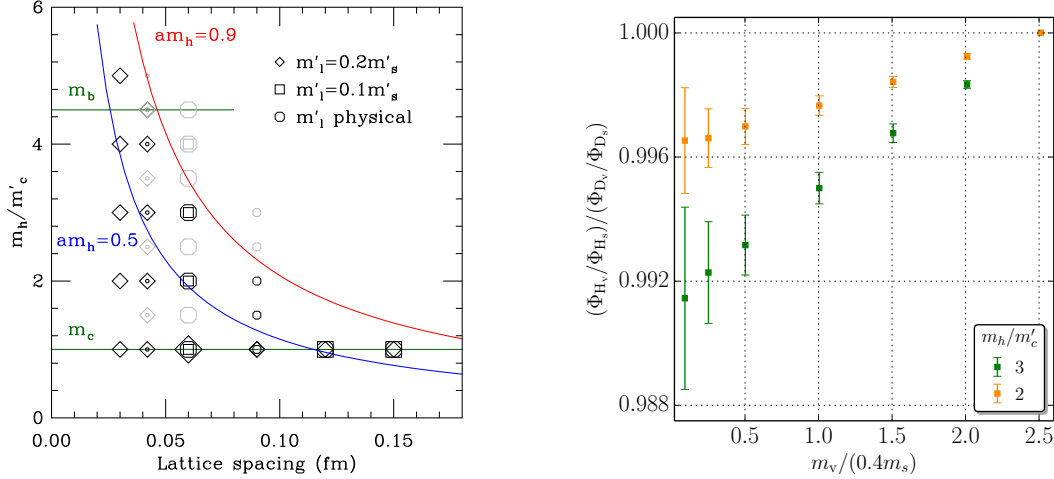 6
4
2
0
m_h/m'_c
am_h=0.9
m_b
am_h=0.5
m_c
m'_l=0.2m'_s
m'_l=0.1m'_s
m'_l physical
0.00
0.05
0.10
0.15
Lattice spacing (fm)
1.000
0.996
0.992
0.988
(Φ_{H_v}/Φ_{H_s})/(Φ_{D_v}/Φ_{D_s})
m_h/m'_c
3
2
0.5
1.0
1.5
2.0
2.5
m_v/(0.4m_s)